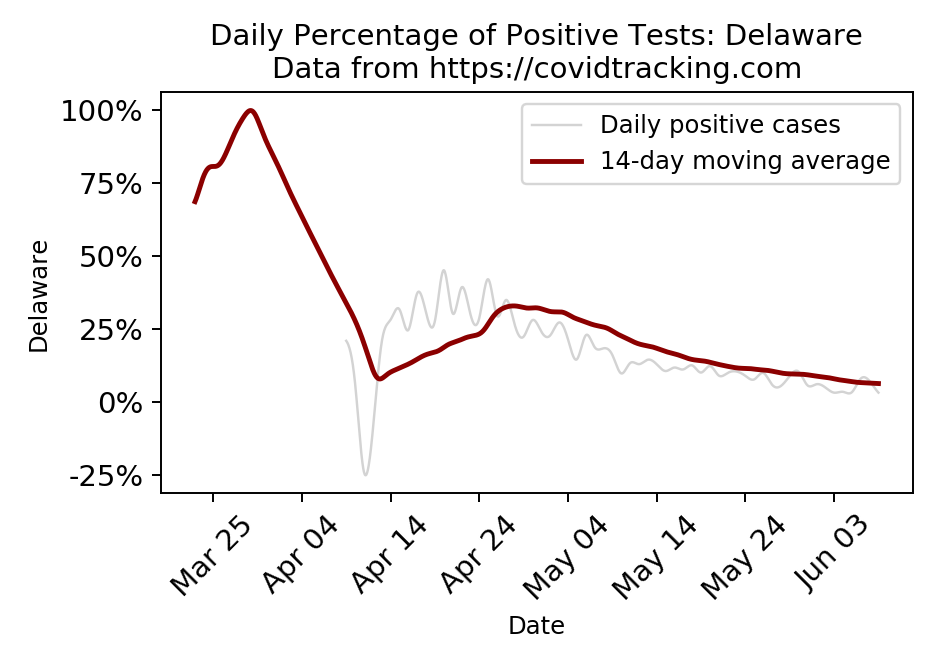 Daily Percentage of Positive Tests: Delaware
Data from https://covidtracking.com
Daily positive cases
14-day moving average
100%
75%
50%
25%
0%
-25%
Delaware
Mar 25
Apr 04
Apr 14
Apr 24
May 04
May 14
May 24
Jun 03
Date